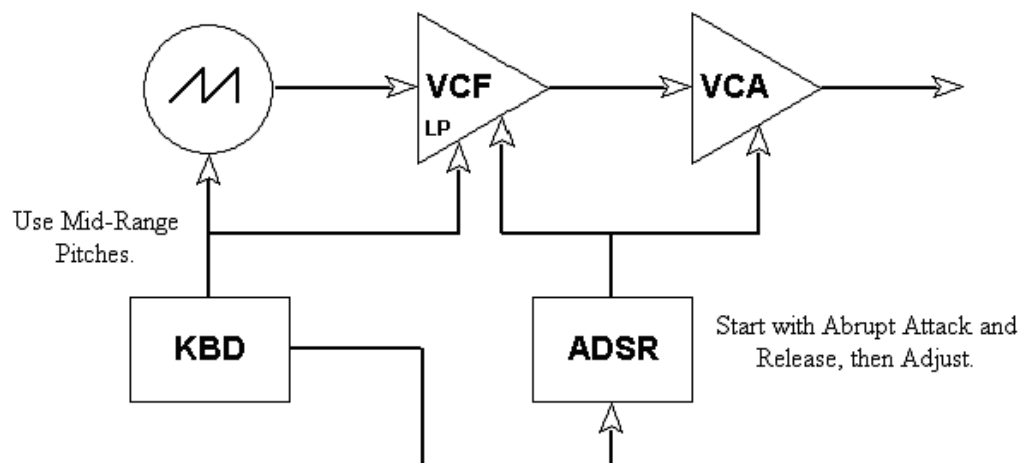 VCF
LP
VCA
Use Mid-Range
Pitches.
KBD
ADSR
Start with Abrupt Attack and
Release, then Adjust.